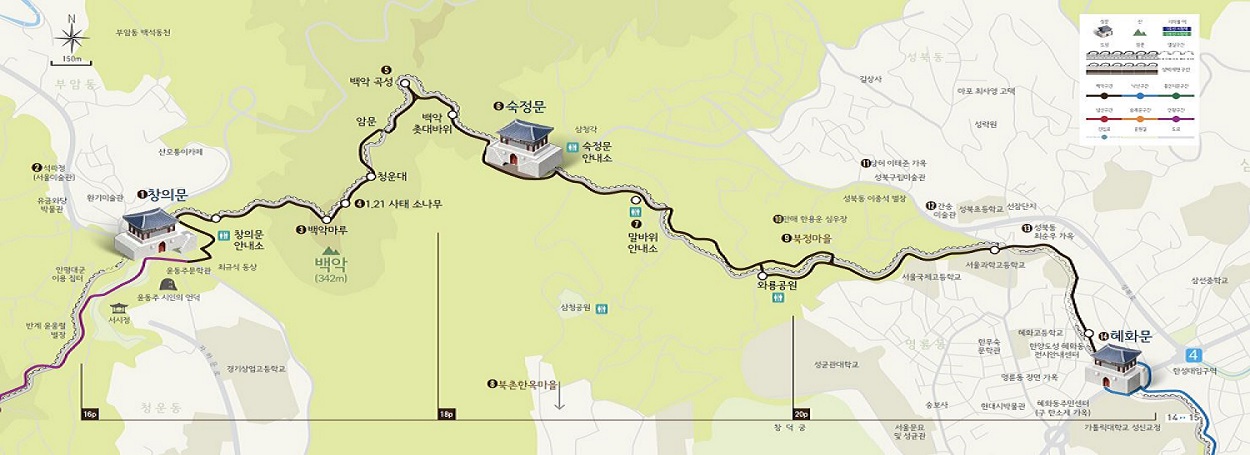 N
150m
부암동 백석동천
부암동
산모퉁이카페
❷ 석파정
(서울미술관)
유금와당
박물관
환기미술관
❶ 창의문
창의문
안내소
안평대군
이용 집터
윤동주문학관
최규식 동상
윤동주 시인의 언덕
서시정
반계 윤웅렬
별장
경기상업고등학교
청운동
❸ 백악마루
백악
(342m)
❹ 1.21 사태 소나무
청운대
암문
❺
백악 곡성
백악
촛대바위
❻ 숙정문
삼청각
숙정문
안내소
❼
말바위
안내소
삼청공원
❽ 북촌한옥마을
와룡공원
❾ 북정마을
❿ 만해 한용운 심우장
성북동 이종석 별장
성북구립미술관
⓫ 상허 이태준 가옥
길상사
성북동
마포 최사영 고택
성락원
⓬ 간송
미술관
성북초등학교
선잠단지
⓭ 성북동
최순우 가옥
서울과학고등학교
서울국제고등학교
삼선중학교
혜화고등학교
한무숙
문학관
한양도성 혜화동
전시안내센터
⓮ 혜화문
4
한성대입구역
명륜동
명륜동 장면 가옥
성균관대학교
숭보사
현대시박물관
혜화동주민센터
(구 한소제 가옥)
가톨릭대학교 성신교정
서울문묘
및 성균관
창덕궁
16p
18p
20p
14
15